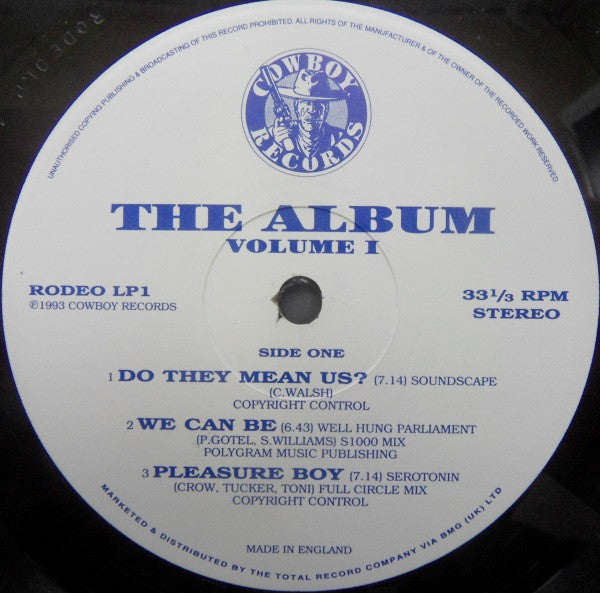 UNAUTHORISED COPYING PUBLISHING & BROADCASTING OF THIS RECORD PROHIBITED. ALL RIGHTS OF THE MANUFACTURER & OF THE OWNER OF THE RECORDED WORK RESERVED.
COWBOY
RECORDS
THE ALBUM
VOLUME I
RODEO LP1
℗1993 COWBOY RECORDS
33 1/3 RPM
STEREO
SIDE ONE
1 DO THEY MEAN US? (7.14) SOUNDSCAPE
(C.WALSH)
COPYRIGHT CONTROL
2 WE CAN BE (6.43) WELL HUNG PARLIAMENT
(P.GOTEL, S.WILLIAMS) S1000 MIX
POLYGRAM MUSIC PUBLISHING
3 PLEASURE BOY (7.14) SEROTONIN
(CROW, TUCKER, TONI) FULL CIRCLE MIX
COPYRIGHT CONTROL
MADE IN ENGLAND
MARKETED & DISTRIBUTED BY THE TOTAL RECORD COMPANY VIA BMG (UK) LTD